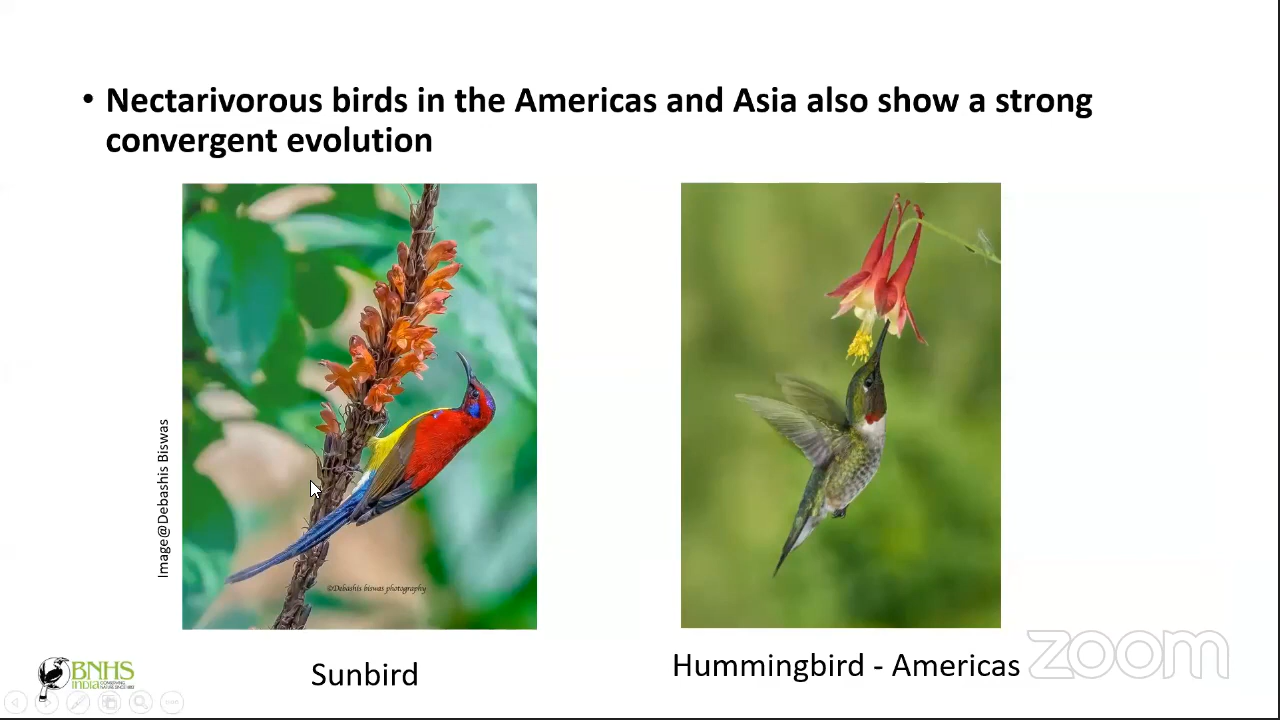 • Nectarivorous birds in the Americas and Asia also show a strong
convergent evolution
Image@Debashis Biswas
©Debashis biswas photography
Sunbird
Hummingbird - Americas
BNHS
India
zoom